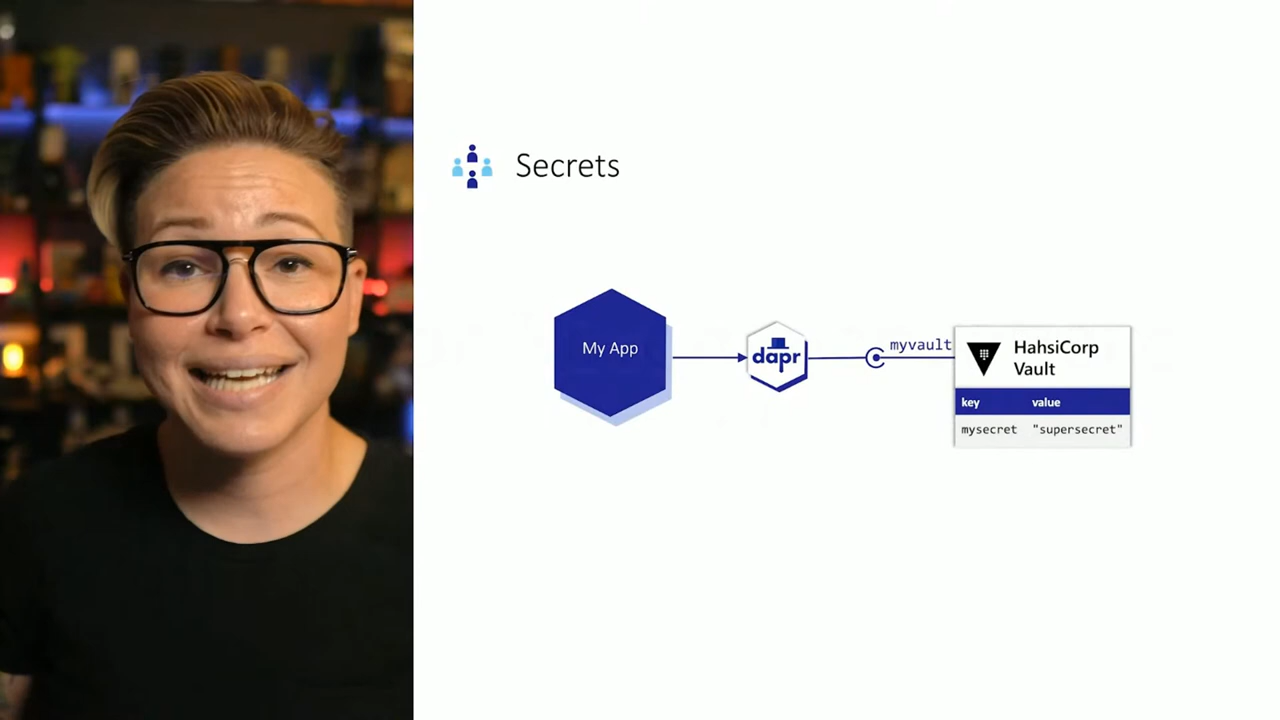 Secrets
My App
dapr
myvault
HahsiCorp
Vault
key value
mysecret "supersecret"